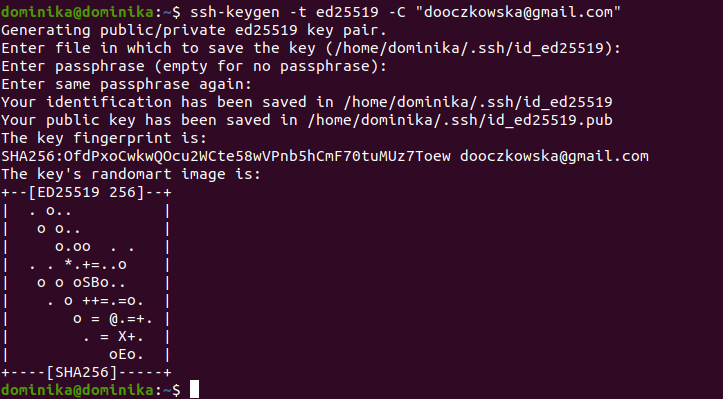 dominika@dominika:~$ ssh-keygen -t ed25519 -C "dooczkowska@gmail.com"
Generating public/private ed25519 key pair.
Enter file in which to save the key (/home/dominika/.ssh/id_ed25519):
Enter passphrase (empty for no passphrase):
Enter same passphrase again:
Your identification has been saved in /home/dominika/.ssh/id_ed25519
Your public key has been saved in /home/dominika/.ssh/id_ed25519.pub
The key fingerprint is:
SHA256:OfdPxoCwkwQOcu2WCte58wVPnb5hCmF70tuMUz7Toew dooczkowska@gmail.com
The key's randomart image is:
+--[ED25519 256]--+
|  . o..          |
|   o o..         |
|     o.oo  . .   |
|  . . *.+=..o    |
|   o o oSBo..    |
|    . o ++=.=o.  |
|       o = @.=+. |
|        . = X+.  |
|           oEo.  |
+----[SHA256]-----+
dominika@dominika:~$